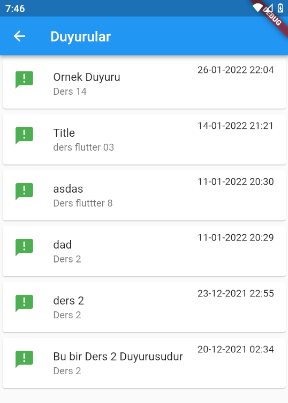 7:46
DEBUG
Duyurular
Ornek Duyuru 26-01-2022 22:04
Ders 14
Title 14-01-2022 21:21
ders flutter 03
asdas 11-01-2022 20:30
Ders fluttter 8
dad 11-01-2022 20:29
Ders 2
ders 2 23-12-2021 22:55
Ders 2
Bu bir Ders 2 Duyurusudur 20-12-2021 02:34
Ders 2